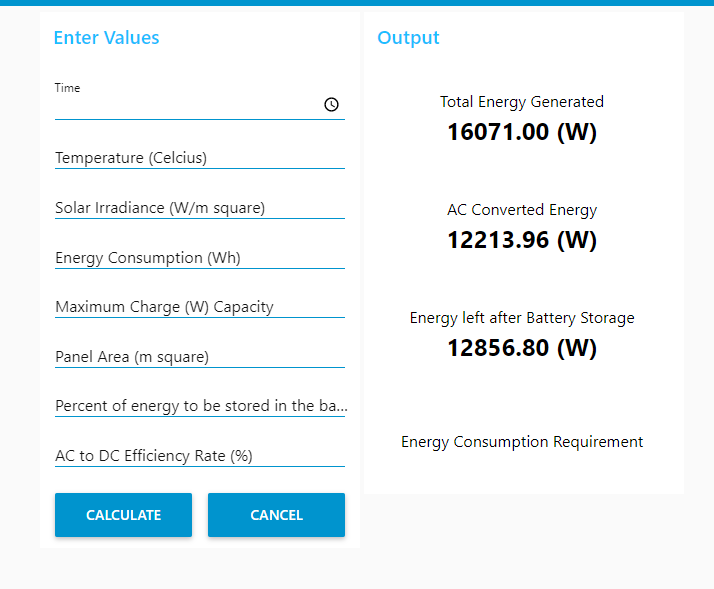 Enter Values
Time
Temperature (Celcius)
Solar Irradiance (W/m square)
Energy Consumption (Wh)
Maximum Charge (W) Capacity
Panel Area (m square)
Percent of energy to be stored in the ba...
AC to DC Efficiency Rate (%)
CALCULATE CANCEL
Output
Total Energy Generated
16071.00 (W)
AC Converted Energy
12213.96 (W)
Energy left after Battery Storage
12856.80 (W)
Energy Consumption Requirement